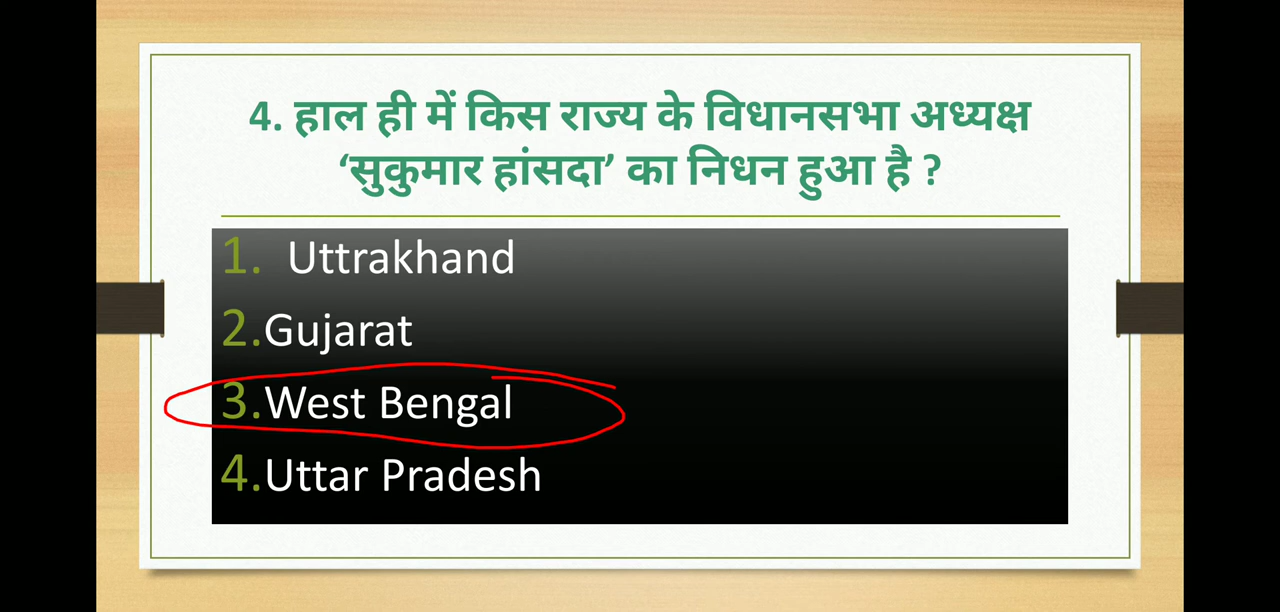 4. हाल ही में किस राज्य के विधानसभा अध्यक्ष
‘सुकुमार हांसदा’ का निधन हुआ है ?
1. Uttrakhand
2.Gujarat
3.West Bengal
4.Uttar Pradesh